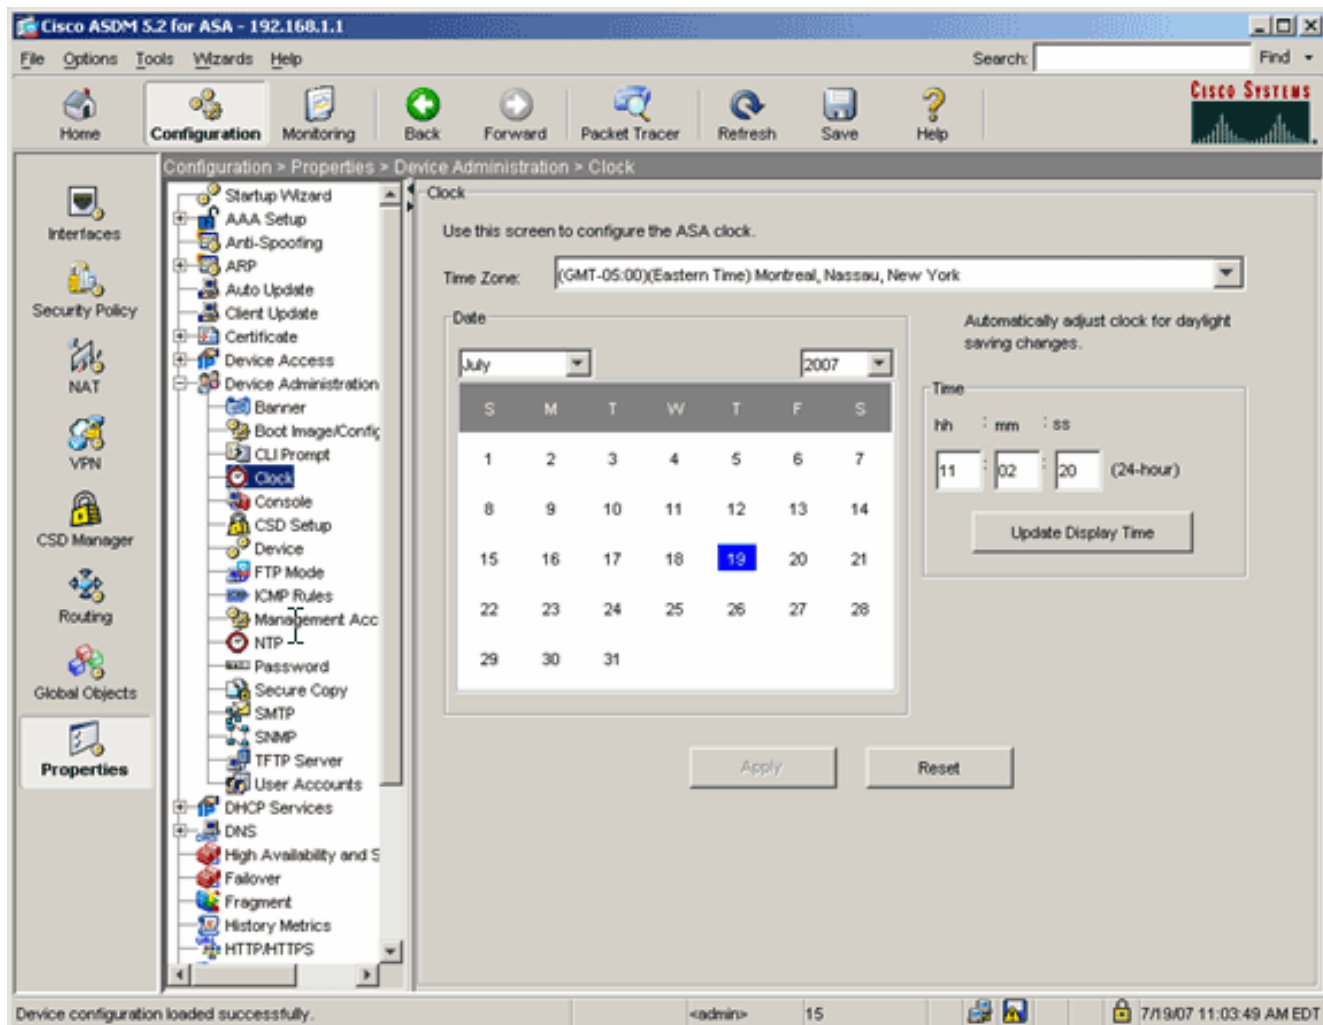 Cisco ASDM 5.2 for ASA - 192.168.1.1
File Options Tools Wizards Help Search: Find
Home Configuration Monitoring Back Forward Packet Tracer Refresh Save Help
CISCO SYSTEMS
Configuration > Properties > Device Administration > Clock
Interfaces
Security Policy
NAT
VPN
CSD Manager
Routing
Global Objects
Properties
Startup Wizard
AAA Setup
Anti-Spoofing
ARP
Auto Update
Client Update
Certificate
Device Access
Device Administration
Banner
Boot Image/Config
CLI Prompt
Clock
Console
CSD Setup
Device
FTP Mode
ICMP Rules
Management Acc
NTP
Password
Secure Copy
SMTP
SNMP
TFTP Server
User Accounts
DHCP Services
DNS
High Availability and S
Failover
Fragment
History Metrics
HTTP/HTTPS
Clock
Use this screen to configure the ASA clock.
Time Zone: (GMT-05:00)(Eastern Time) Montreal, Nassau, New York
Date
July 2007
S M T W T F S
1 2 3 4 5 6 7
8 9 10 11 12 13 14
15 16 17 18 19 20 21
22 23 24 25 26 27 28
29 30 31
Automatically adjust clock for daylight
saving changes.
Time
hh : mm : ss
11 : 02 : 20 (24-hour)
Update Display Time
Apply Reset
Device configuration loaded successfully. <admin> 15 7/19/07 11:03:49 AM EDT